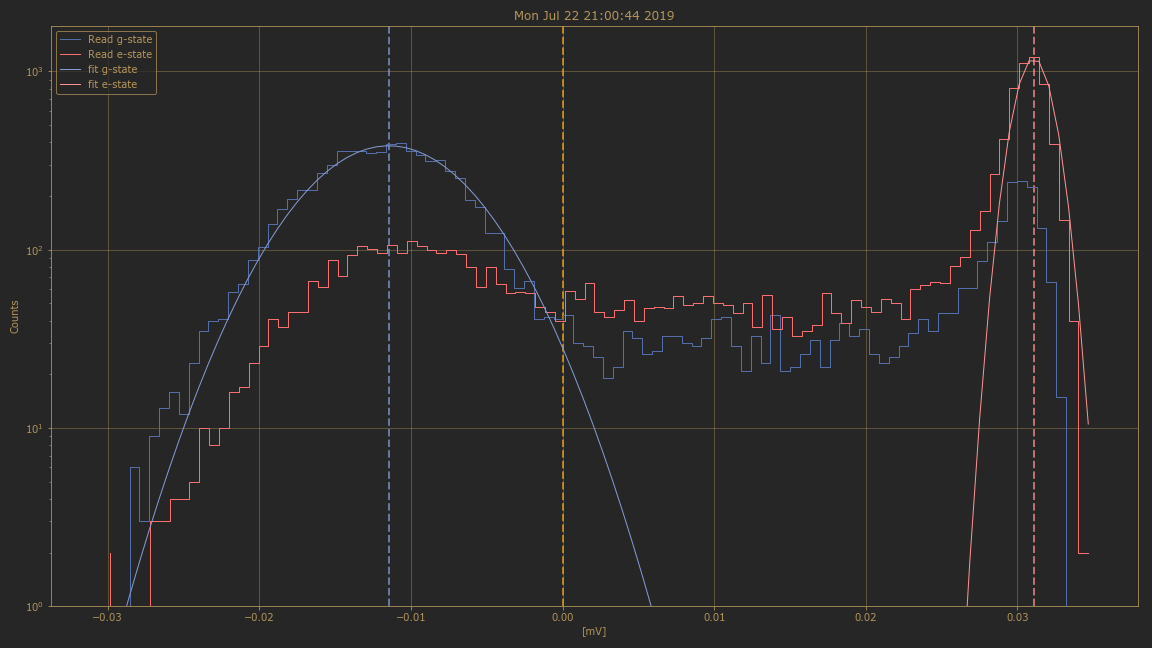 Mon Jul 22 21:00:44 2019
Read g-state
Read e-state
fit g-state
fit e-state
10³
10²
10¹
10⁰
Counts
−0.03 −0.02 −0.01 0.00 0.01 0.02 0.03
[mV]